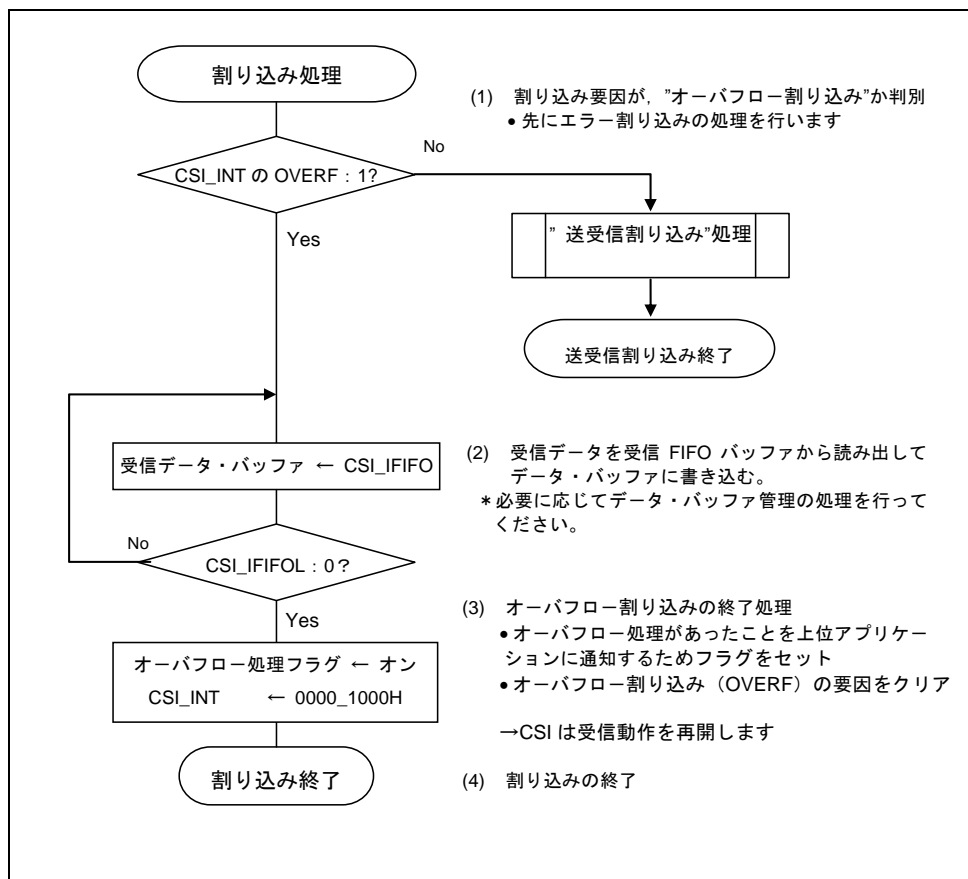 割り込み処理
(1) 割り込み要因が，”オーバフロー割り込み”か判別
• 先にエラー割り込みの処理を行います
No
CSI_INT の OVERF : 1?
Yes
” 送受信割り込み”処理
送受信割り込み終了
受信データ・バッファ ← CSI_IFIFO
(2) 受信データを受信 FIFO バッファから読み出して
データ・バッファに書き込む。
＊必要に応じてデータ・バッファ管理の処理を行って
ください。
No
CSI_IFIFOL : 0？
Yes
(3) オーバフロー割り込みの終了処理
• オーバフロー処理があったことを上位アプリケー
ションに通知するためフラグをセット
• オーバフロー割り込み（OVERF）の要因をクリア
→CSI は受信動作を再開します
オーバフロー処理フラグ ← オン
CSI_INT ← 0000_1000H
割り込み終了
(4) 割り込みの終了